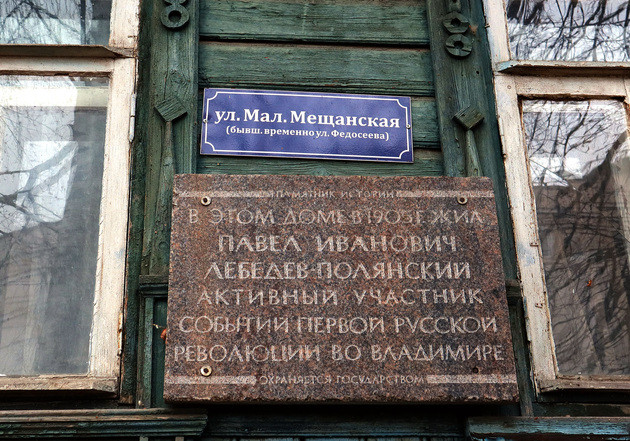 ул. Мал. Мещанская
(бывш. временно ул. Федосеева)
ПАМЯТНИК ИСТОРИИ
В ЭТОМ ДОМЕ В 1905 Г. ЖИЛ
ПАВЕЛ ИВАНОВИЧ
ЛЕБЕДЕВ-ПОЛЯНСКИЙ
АКТИВНЫЙ УЧАСТНИК
СОБЫТИЙ ПЕРВОЙ РУССКОЙ
РЕВОЛЮЦИИ ВО ВЛАДИМИРЕ
ОХРАНЯЕТСЯ ГОСУДАРСТВОМ